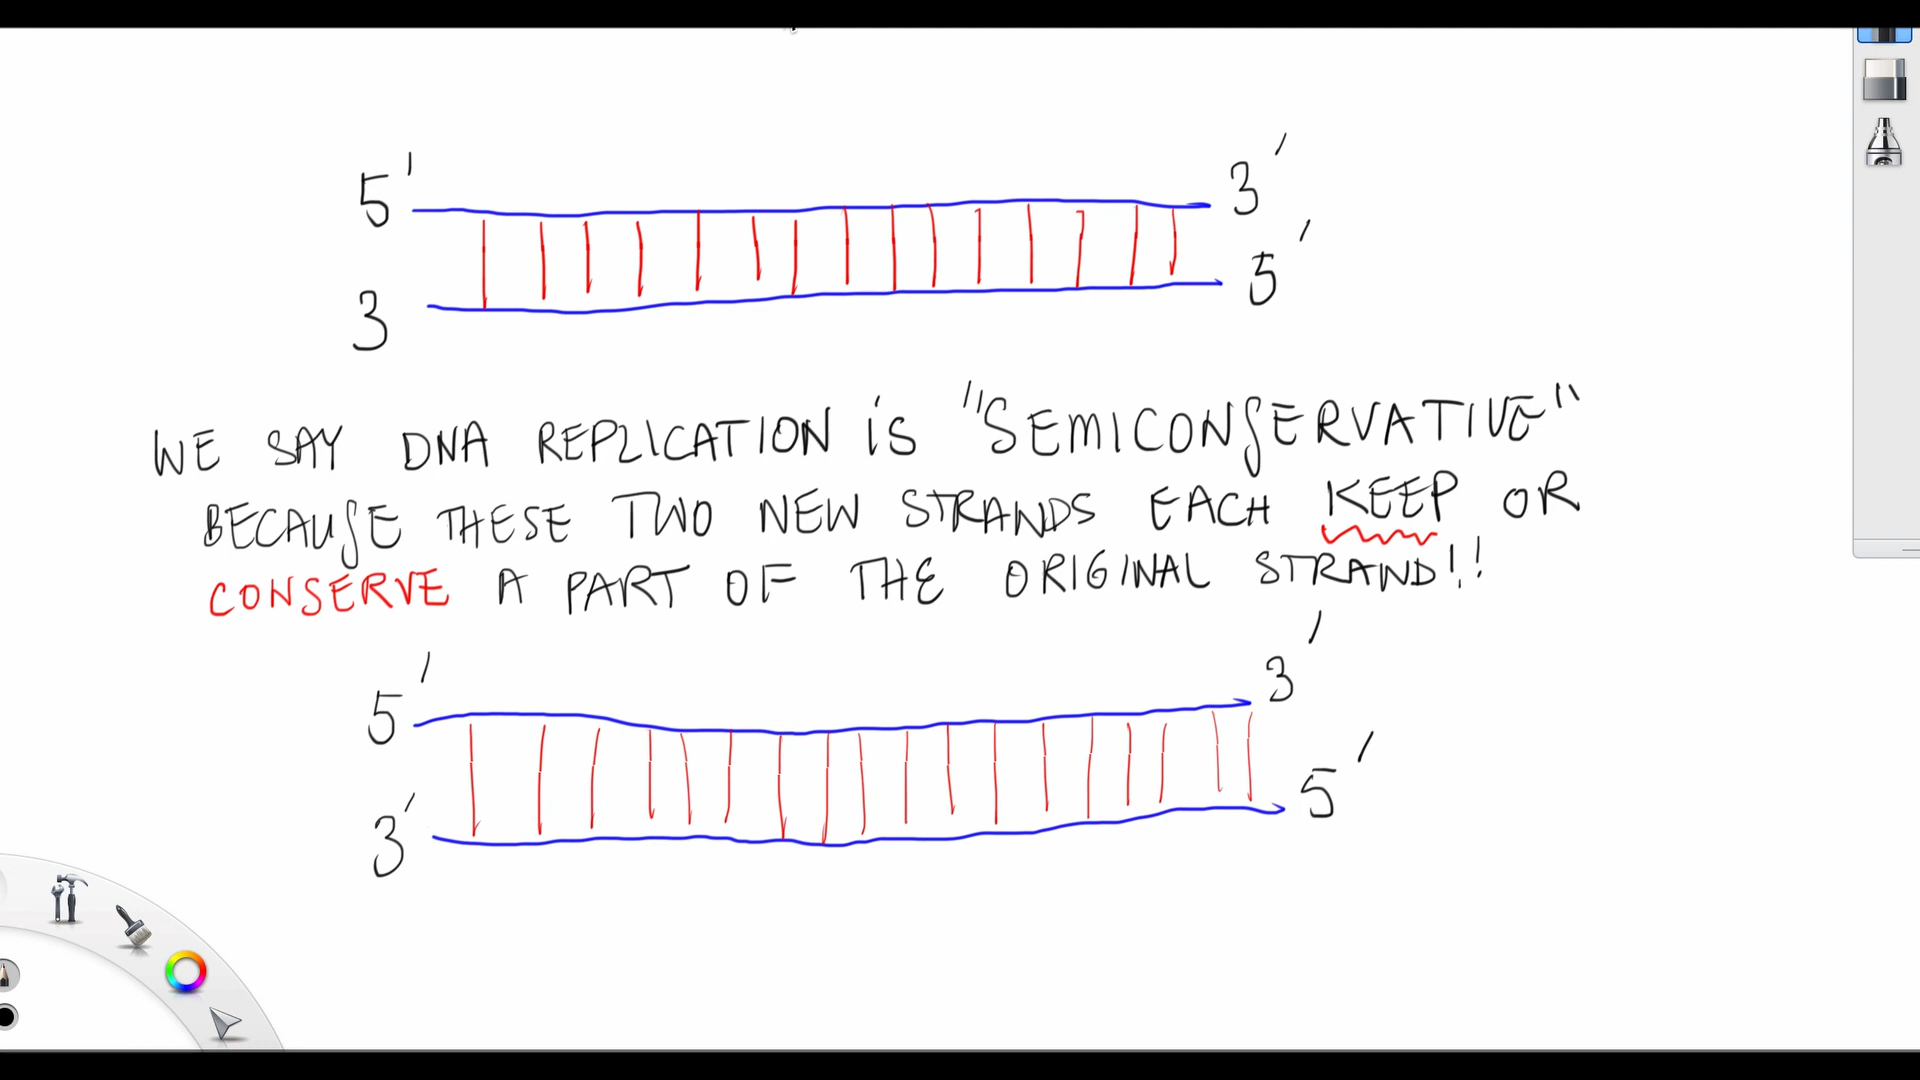 5' 3'
3 5'
WE SAY DNA REPLICATION iS "SEMICONSERVATIVE"
BECAUSE THESE TWO NEW STRANDS EACH KEEP OR
CONSERVE A PART OF THE ORIGINAL STRAND!!
5' 3'
3' 5'